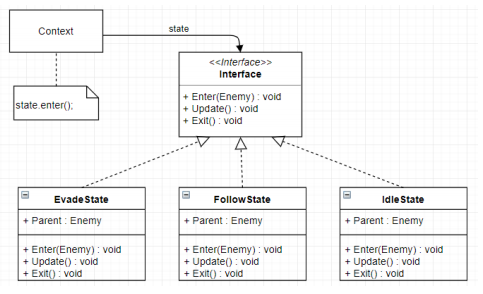 Context
state
<<Interface>>
Interface
+ Enter(Enemy) : void
+ Update() : void
+ Exit() : void
state.enter();
EvadeState
+ Parent : Enemy
+ Enter(Enemy) : void
+ Update() : void
+ Exit() : void
FollowState
+ Parent : Enemy
+ Enter(Enemy) : void
+ Update() : void
+ Exit() : void
IdleState
+ Parent : Enemy
+ Enter(Enemy) : void
+ Update() : void
+ Exit() : void